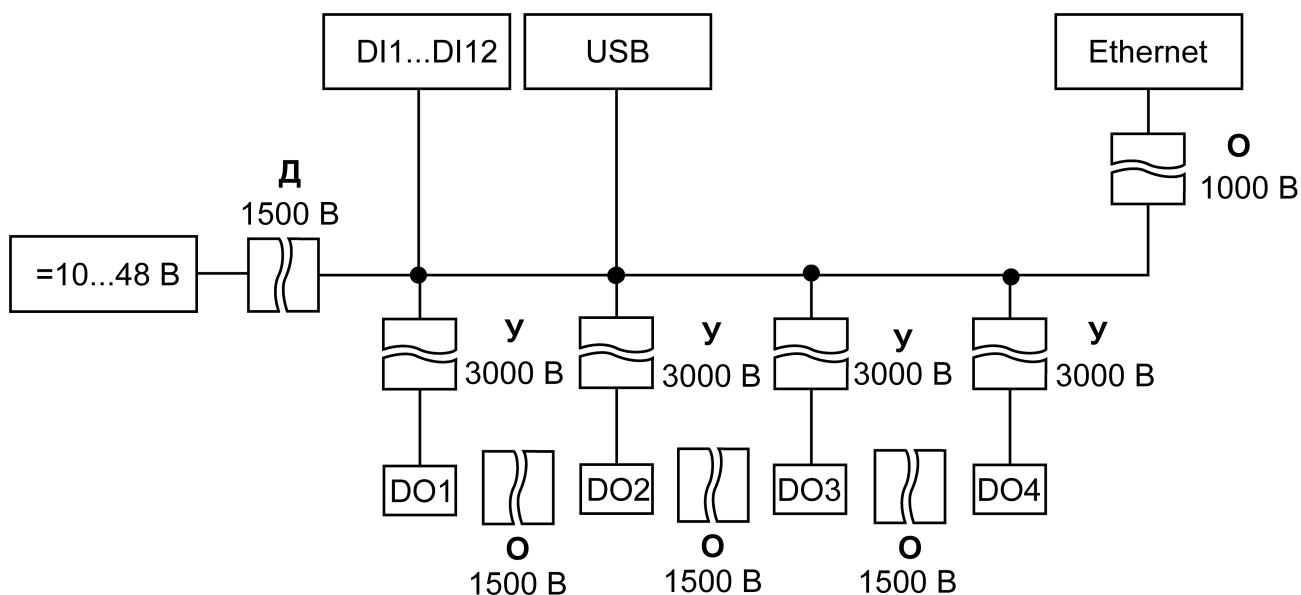 DI1...DI12
USB
Ethernet
Д
1500 В
О
1000 В
=10...48 В
У
3000 В
У
3000 В
У
3000 В
У
3000 В
DO1
DO2
DO3
DO4
О
1500 В
О
1500 В
О
1500 В